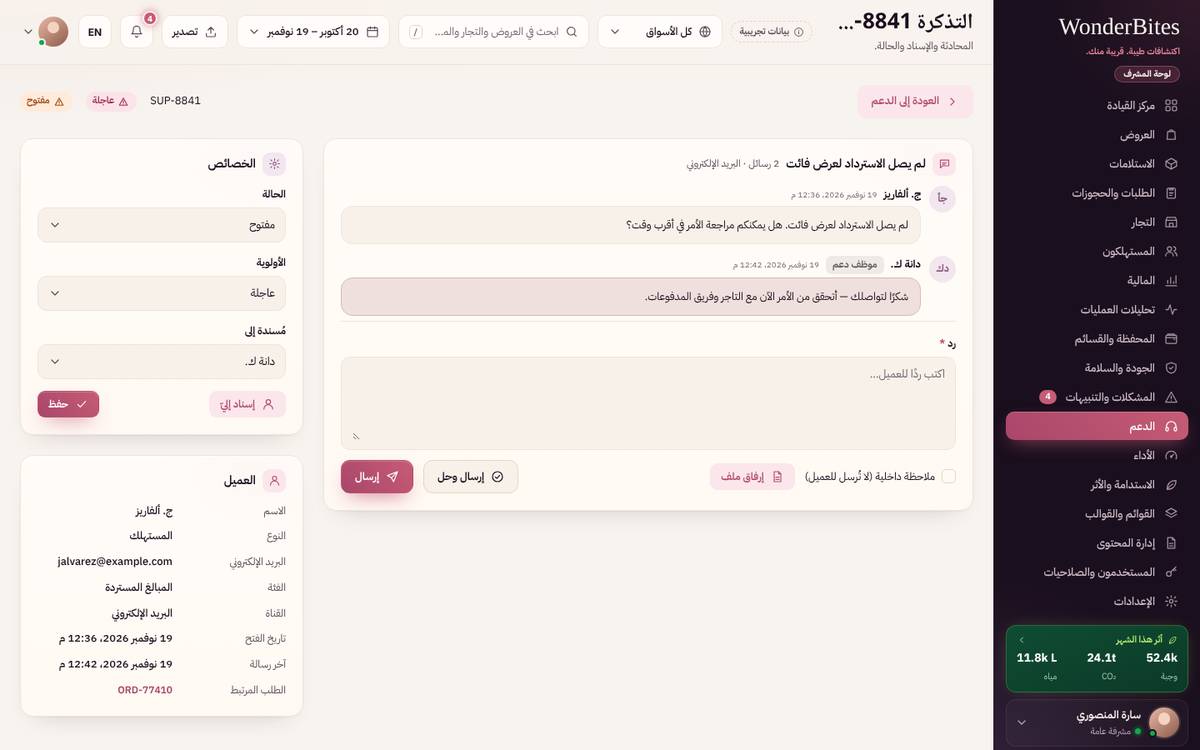 WonderBites
اكتشافات طيبة. قريبة منك.
لوحة المشرف
مركز القيادة
العروض
الاستلامات
الطلبات والحجوزات
التجار
المستهلكون
المالية
تحليلات العمليات
المحفظة والقسائم
الجودة والسلامة
المشكلات والتنبيهات 4
الدعم
الأداء
الاستدامة والأثر
القوائم والقوالب
إدارة المحتوى
المستخدمون والصلاحيات
الإعدادات
أثر هذا الشهر
52.4k 24.1t 11.8k L
وجبة CO₂ مياه
سارة المنصوري
مشرفة عامة
التذكرة 8841-...
المحادثة والإسناد والحالة.
بيانات تجريبية
كل الأسواق
ابحث في العروض والتجار والمـ... /
20 أكتوبر – 19 نوفمبر
تصدير
4
EN
العودة إلى الدعم
SUP-8841
عاجلة
مفتوح
لم يصل الاسترداد لعرض فائت 2 رسائل · البريد الإلكتروني
جأ
ج. ألفاريز 19 نوفمبر 2026، 12:36 م
لم يصل الاسترداد لعرض فائت. هل يمكنكم مراجعة الأمر في أقرب وقت؟
دك
دانة ك. موظف دعم 19 نوفمبر 2026، 12:42 م
شكرًا لتواصلك — أتحقق من الأمر الآن مع التاجر وفريق المدفوعات.
رد *
اكتب ردًا للعميل...
ملاحظة داخلية (لا تُرسل للعميل)
إرفاق ملف
إرسال وحل
إرسال
الخصائص
الحالة
مفتوح
الأولوية
عاجلة
مُسندة إلى
دانة ك.
إسناد إليّ
حفظ
العميل
الاسم ج. ألفاريز
النوع المستهلك
البريد الإلكتروني jalvarez@example.com
الفئة المبالغ المستردة
القناة البريد الإلكتروني
تاريخ الفتح 19 نوفمبر 2026، 12:36 م
آخر رسالة 19 نوفمبر 2026، 12:42 م
الطلب المرتبط ORD-77410